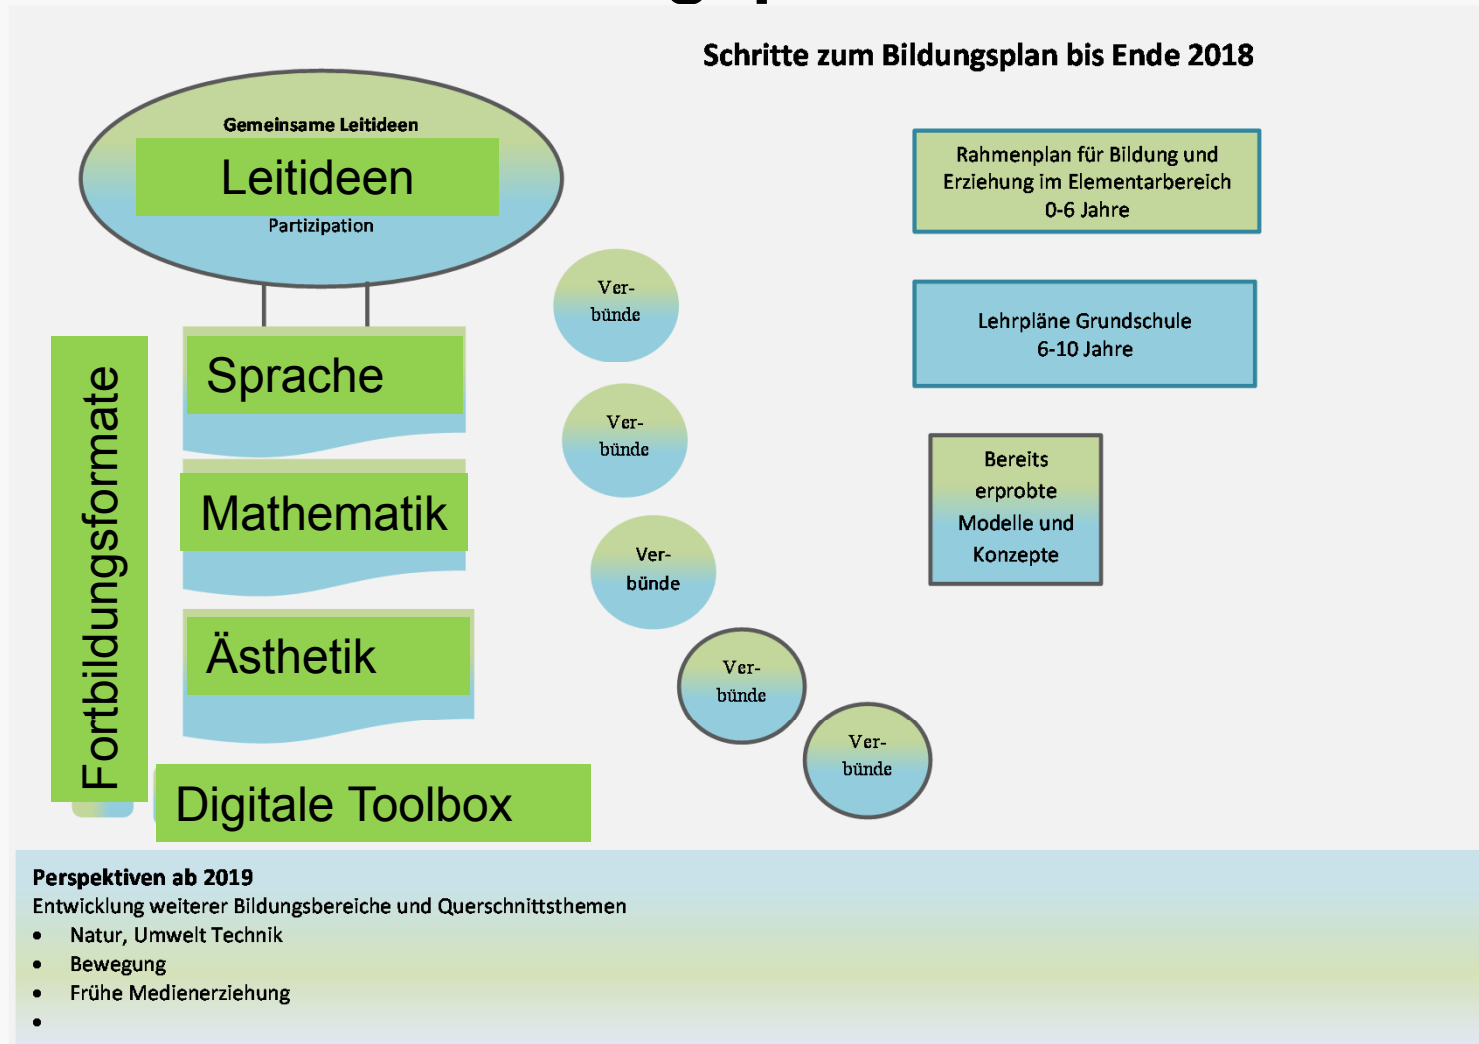 Schritte zum Bildungsplan bis Ende 2018
Gemeinsame Leitideen
Leitideen
Partizipation
Rahmenplan für Bildung und
Erziehung im Elementarbereich
0-6 Jahre
Lehrpläne Grundschule
6-10 Jahre
Bereits
erprobte
Modelle und
Konzepte
Ver-
bünde
Ver-
bünde
Ver-
bünde
Ver-
bünde
Ver-
bünde
Fortbildungsformate
Sprache
Mathematik
Ästhetik
Digitale Toolbox
Perspektiven ab 2019
Entwicklung weiterer Bildungsbereiche und Querschnittsthemen
• Natur, Umwelt Technik
• Bewegung
• Frühe Medienerziehung
•